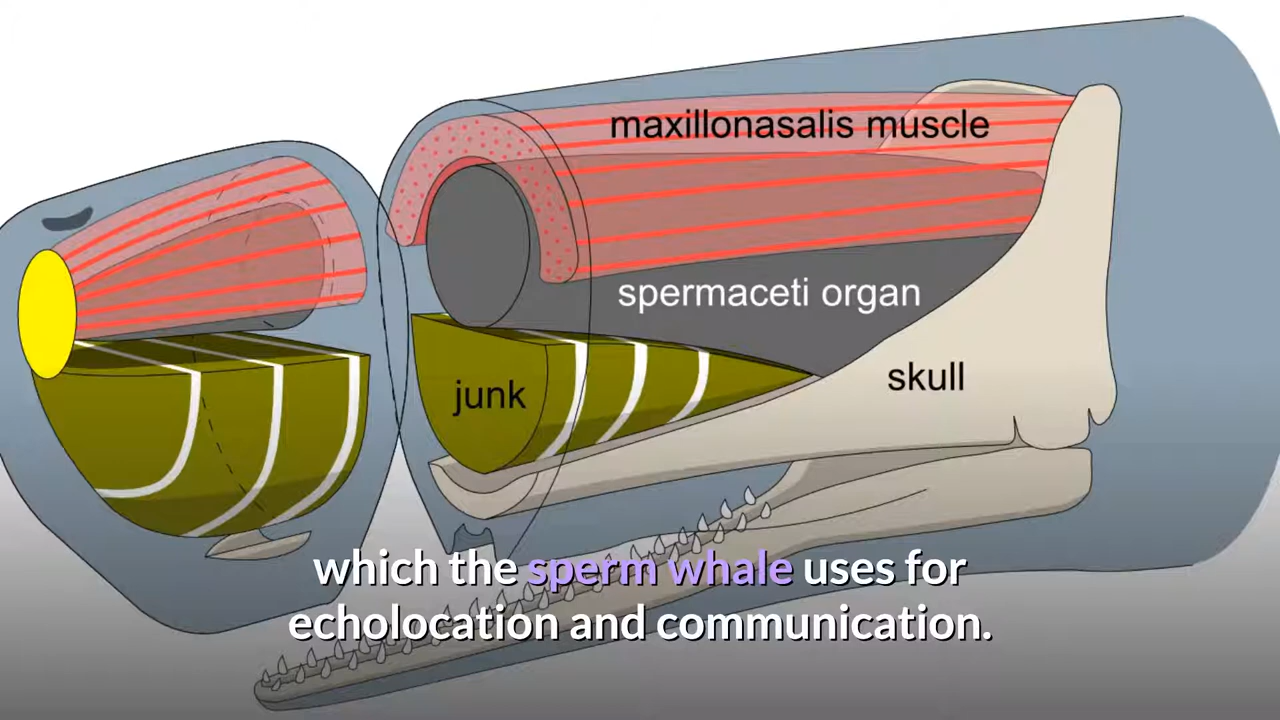 maxillonasalis muscle
spermaceti organ
skull
junk
which the sperm whale uses for
echolocation and communication.